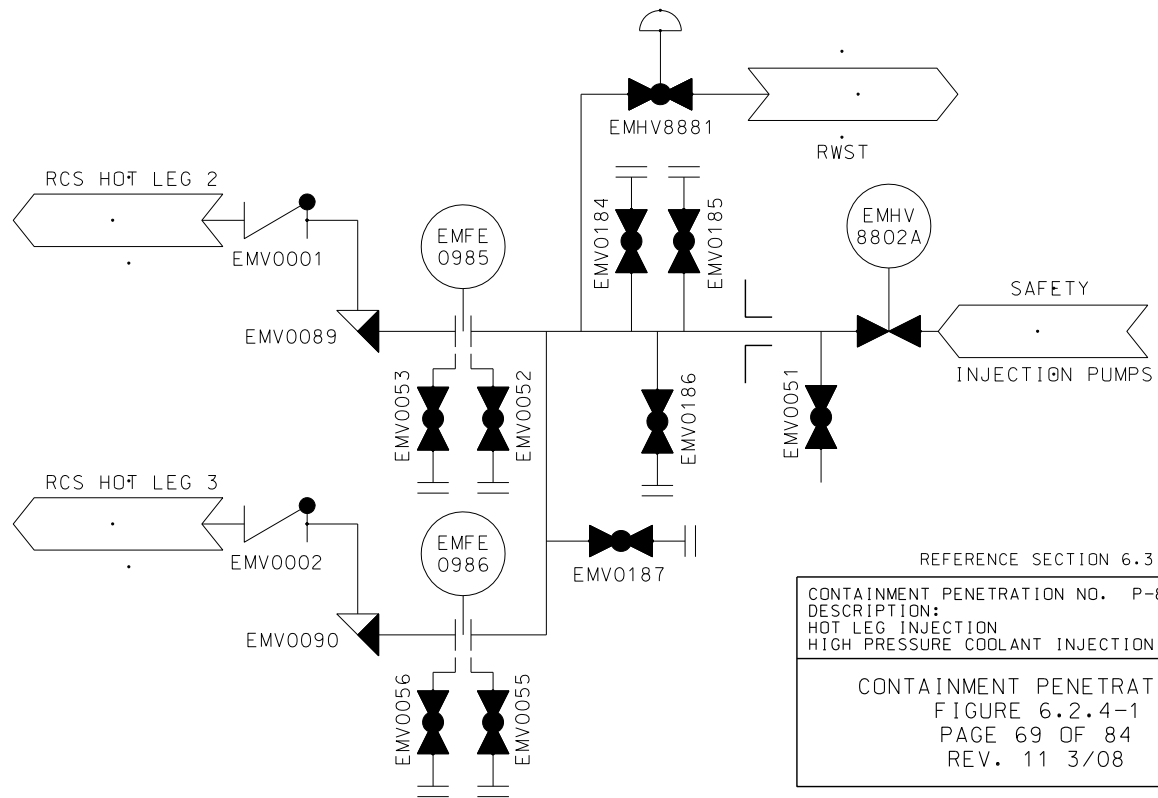 EMHV8881
RWST
RCS HOT LEG 2
EMV0001
EMV0089
EMFE
0985
EMV0184
EMV0185
EMHV
8802A
SAFETY
INJECTION PUMPS
EMV0053
EMV0052
EMV0186
EMV0051
RCS HOT LEG 3
EMV0002
EMV0090
EMFE
0986
EMV0187
EMV0056
EMV0055
REFERENCE SECTION 6.3
CONTAINMENT PENETRATION NO. P-
DESCRIPTION:
HOT LEG INJECTION
HIGH PRESSURE COOLANT INJECTION
CONTAINMENT PENETRAT
FIGURE 6.2.4-1
PAGE 69 OF 84
REV. 11 3/08